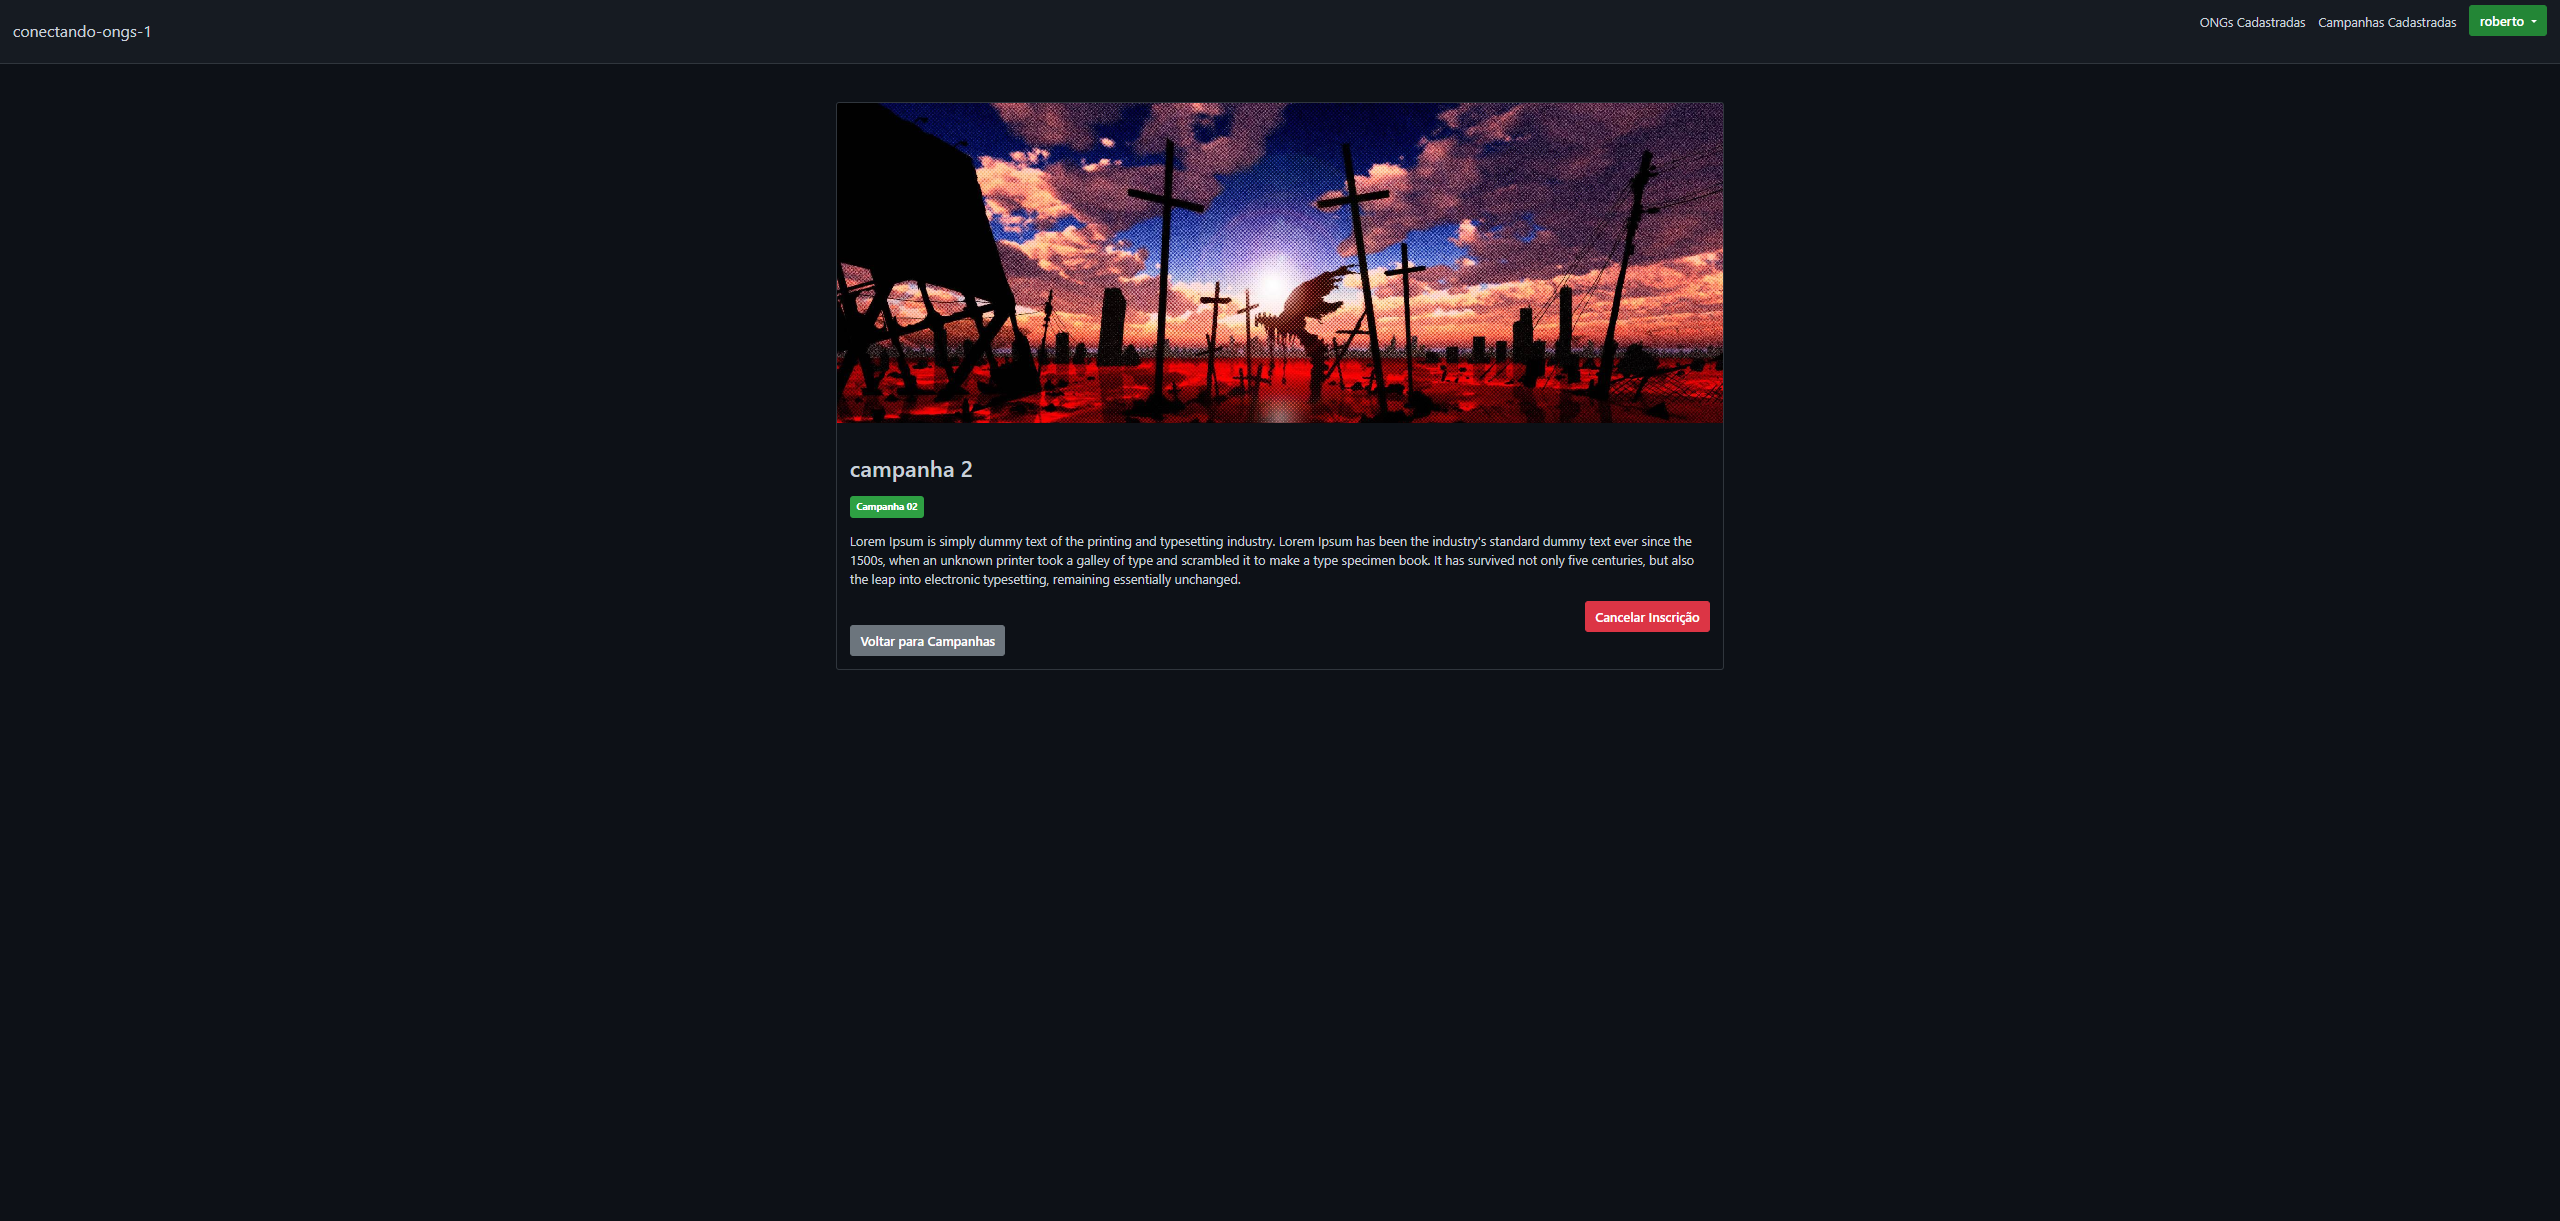 conectando-ongs-1
ONGs Cadastradas
Campanhas Cadastradas
roberto
campanha 2
Campanha 02
Lorem Ipsum is simply dummy text of the printing and typesetting industry. Lorem Ipsum has been the industry's standard dummy text ever since the
1500s, when an unknown printer took a galley of type and scrambled it to make a type specimen book. It has survived not only five centuries, but also
the leap into electronic typesetting, remaining essentially unchanged.
Cancelar Inscrição
Voltar para Campanhas